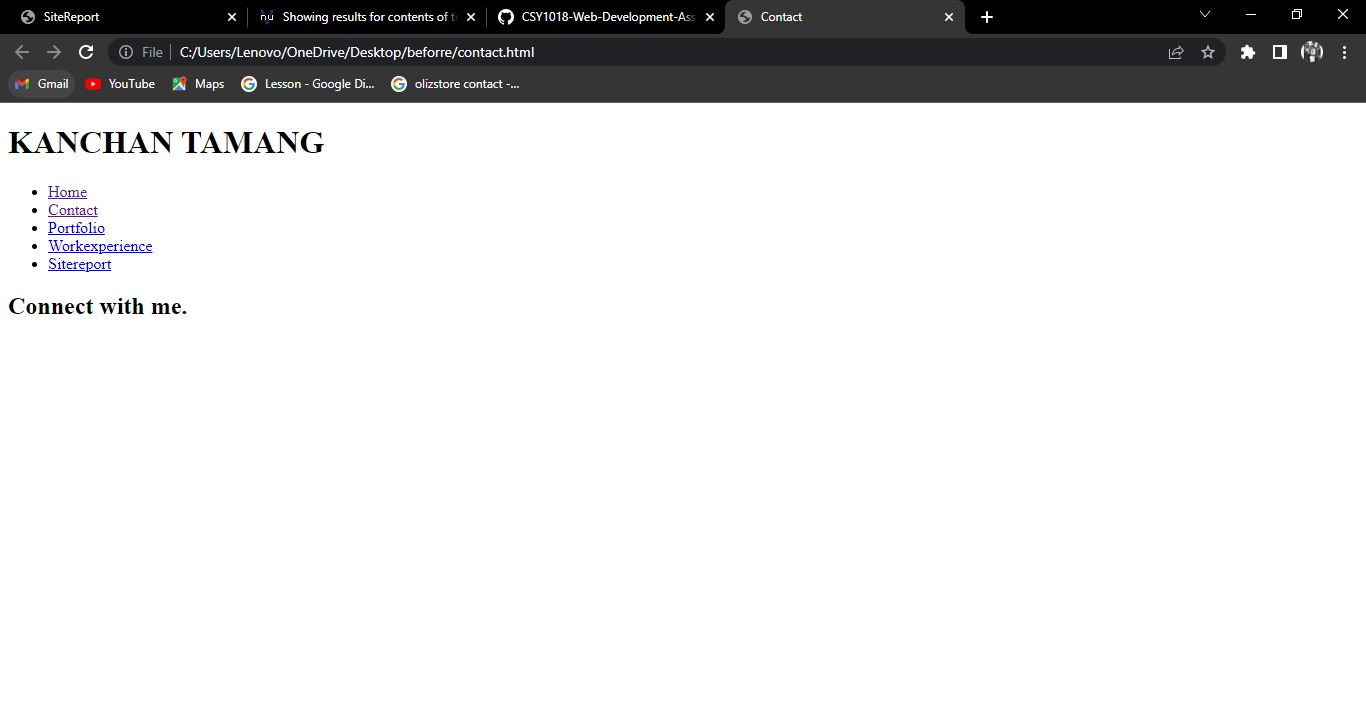 SiteReport
Showing results for contents of t
CSY1018-Web-Development-Ass
Contact
File
C:/Users/Lenovo/OneDrive/Desktop/beforre/contact.html
Gmail
YouTube
Maps
Lesson - Google Di...
olizstore contact -...
KANCHAN TAMANG
Home
Contact
Portfolio
Workexperience
Sitereport
Connect with me.